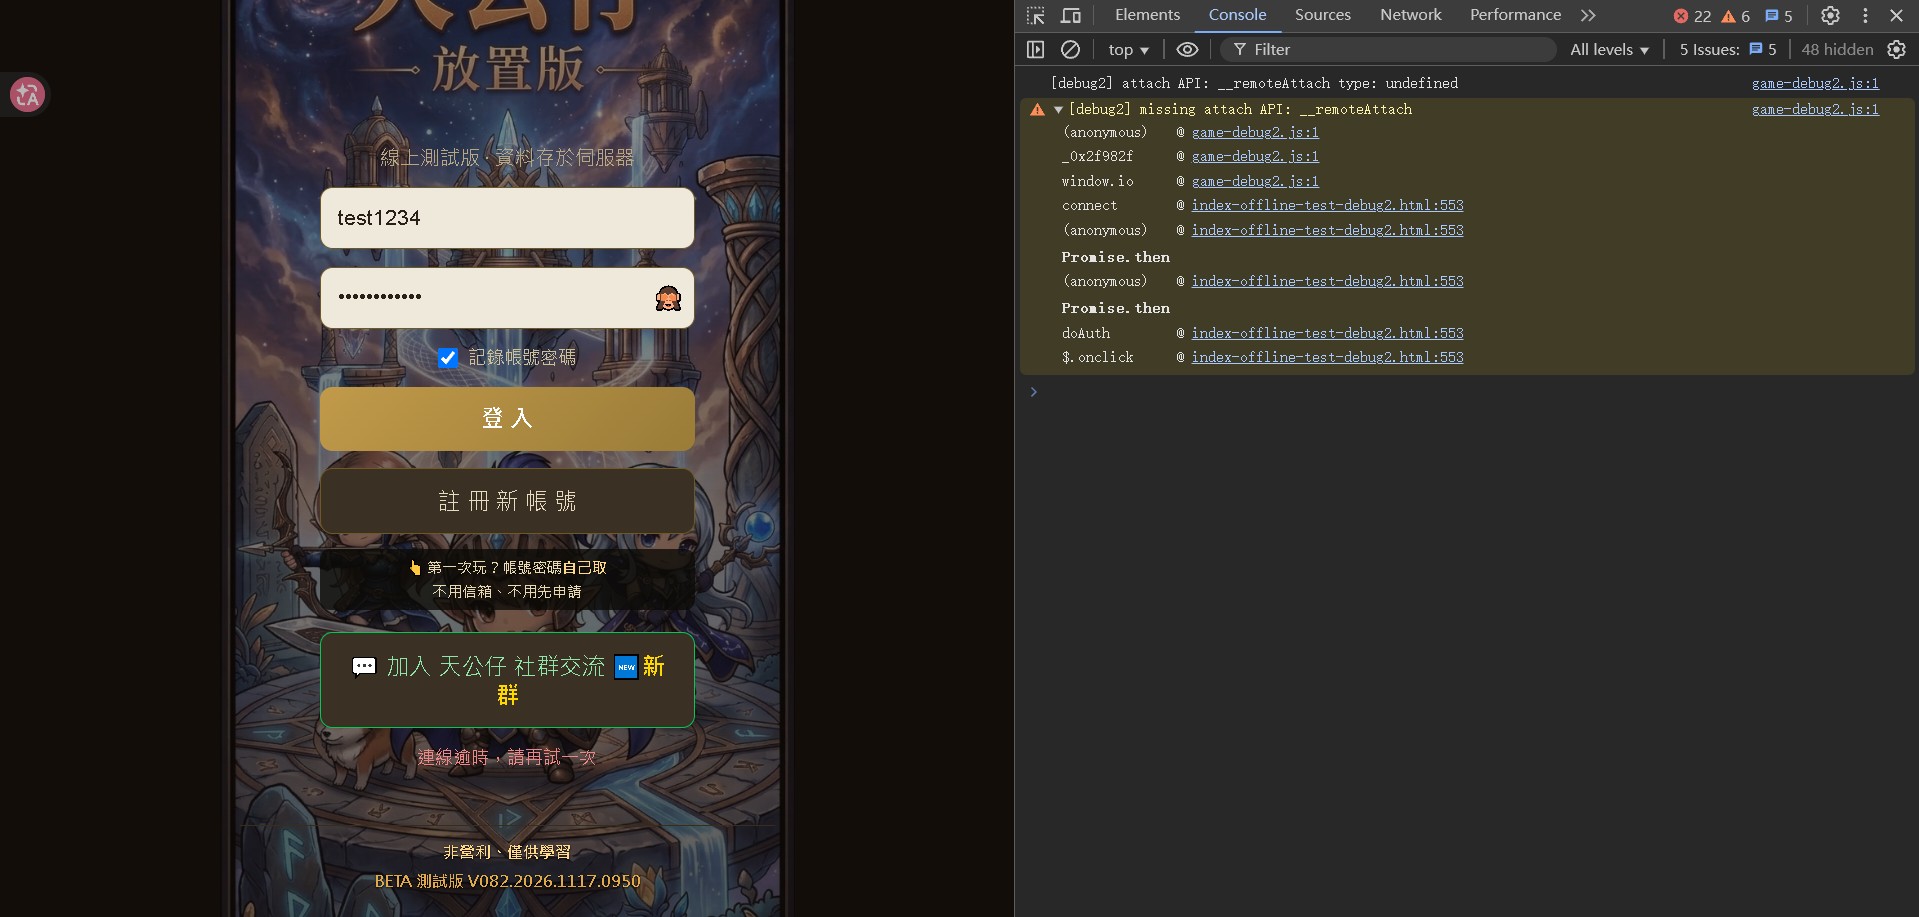 天公仔
放置版
線上測試版·資料存於伺服器
test1234
••••••••••••
記錄帳號密碼
登入
註冊新帳號
👆 第一次玩？帳號密碼自己取
不用信箱、不用先申請
💬 加入 天公仔 社群交流 🆕新
群
連線逾時，請再試一次
非營利、僅供學習
BETA 測試版 V082.2026.1117.0950
Elements Console Sources Network Performance 22 6 5
top Filter All levels 5 Issues: 5 48 hidden
[debug2] attach API: __remoteAttach type: undefined game-debug2.js:1
[debug2] missing attach API: __remoteAttach game-debug2.js:1
(anonymous) @ game-debug2.js:1
_0x2f982f @ game-debug2.js:1
window.io @ game-debug2.js:1
connect @ index-offline-test-debug2.html:553
(anonymous) @ index-offline-test-debug2.html:553
Promise.then
(anonymous) @ index-offline-test-debug2.html:553
Promise.then
doAuth @ index-offline-test-debug2.html:553
$.onclick @ index-offline-test-debug2.html:553